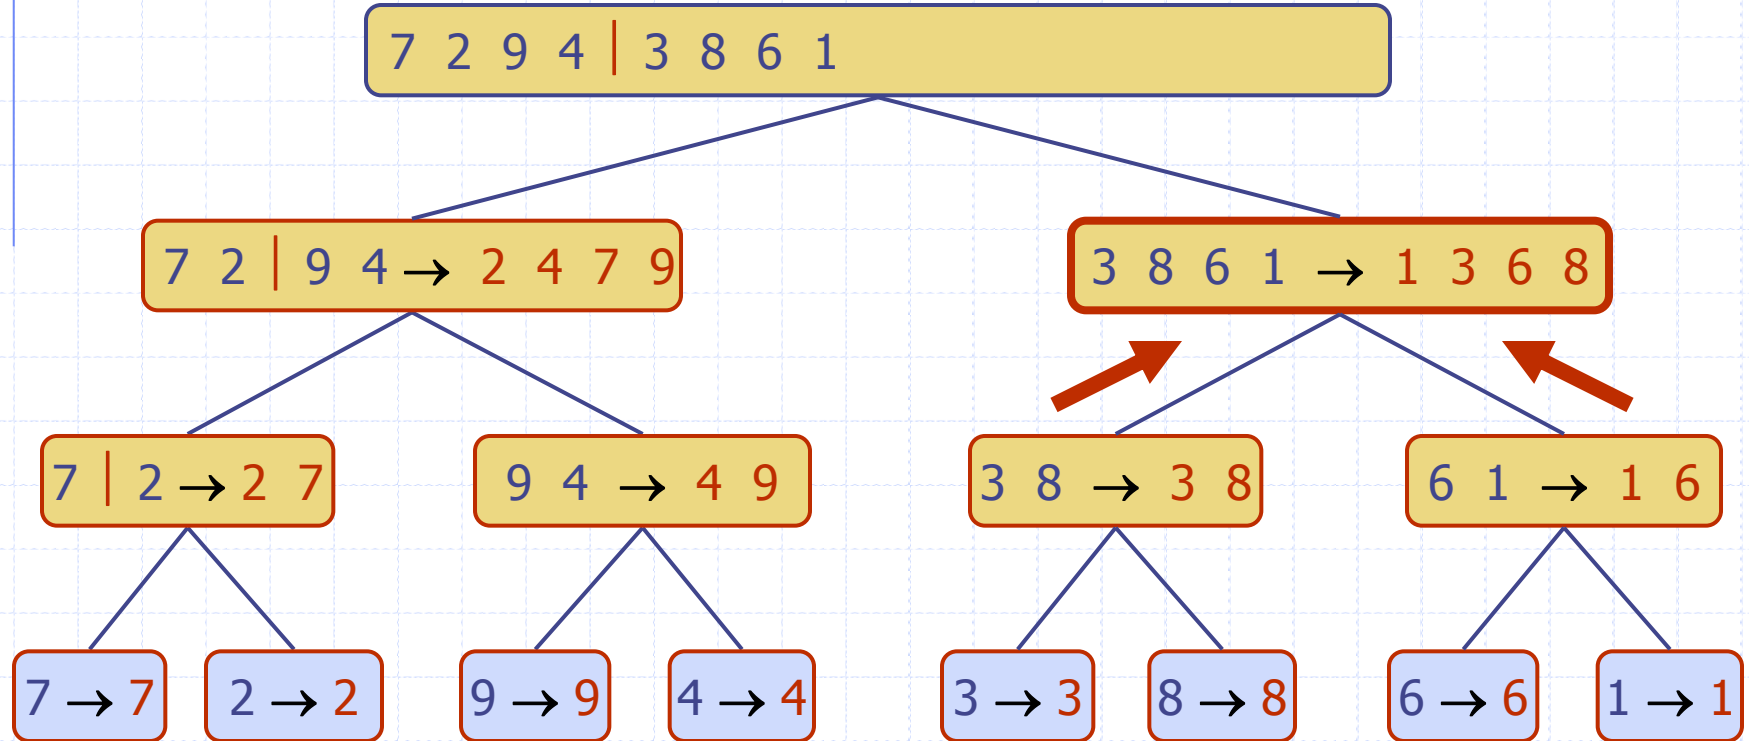 7 2 9 4 | 3 8 6 1
7 2 | 9 4 → 2 4 7 9
3 8 6 1 → 1 3 6 8
7 | 2 → 2 7
9 4 → 4 9
3 8 → 3 8
6 1 → 1 6
7 → 7
2 → 2
9 → 9
4 → 4
3 → 3
8 → 8
6 → 6
1 → 1